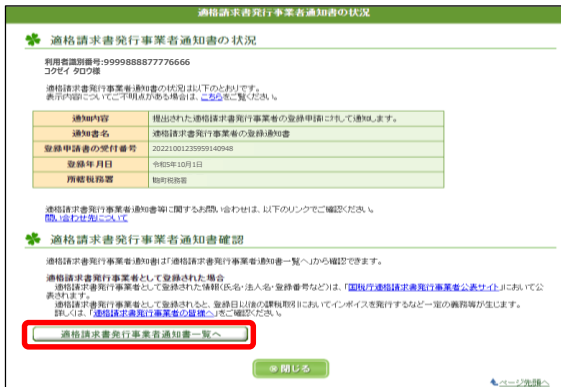 適格請求書発行事業者通知書の状況
適格請求書発行事業者通知書の状況
利用者識別番号:9999888877776666
コクゼイ タロウ様
適格請求書発行事業者通知書の状況は以下のとおりです。
表示内容についてご不明点がある場合は、こちらをご覧ください。
通知内容 提出された適格請求書発行事業者の登録申請に対して通知します。
通知書名 適格請求書発行事業者の登録通知書
登録申請書の受付番号 20221001235959140948
登録年月日 令和5年10月1日
所轄税務署 麹町税務署
適格請求書発行事業者通知書等に関するお問い合わせは、以下のリンクでご確認ください。
問い合わせ先について
適格請求書発行事業者通知書確認
適格請求書発行事業者通知書は「適格請求書発行事業者通知書一覧へ」から確認できます。
適格請求書発行事業者として登録された場合
適格請求書発行事業者として登録された情報(氏名・法人名・登録番号など)は、「国税庁適格請求書発行事業者公表サイト」において公
表されます。
適格請求書発行事業者として登録されると、登録日以後の課税取引においてインボイスを発行するなど一定の義務等が生じます。
詳しくは、「適格請求書発行事業者の皆様へ」をご確認ください。
適格請求書発行事業者通知書一覧へ
閉じる
ページ先頭へ